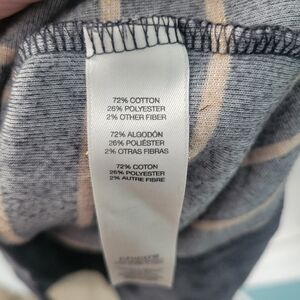 72% COTTON
26% POLYESTER
2% OTHER FIBER
72% ALGODÓN
26% POLIÉSTER
2% OTRAS FIBRAS
72% COTON
26% POLYESTER
2% AUTRE FIBRE